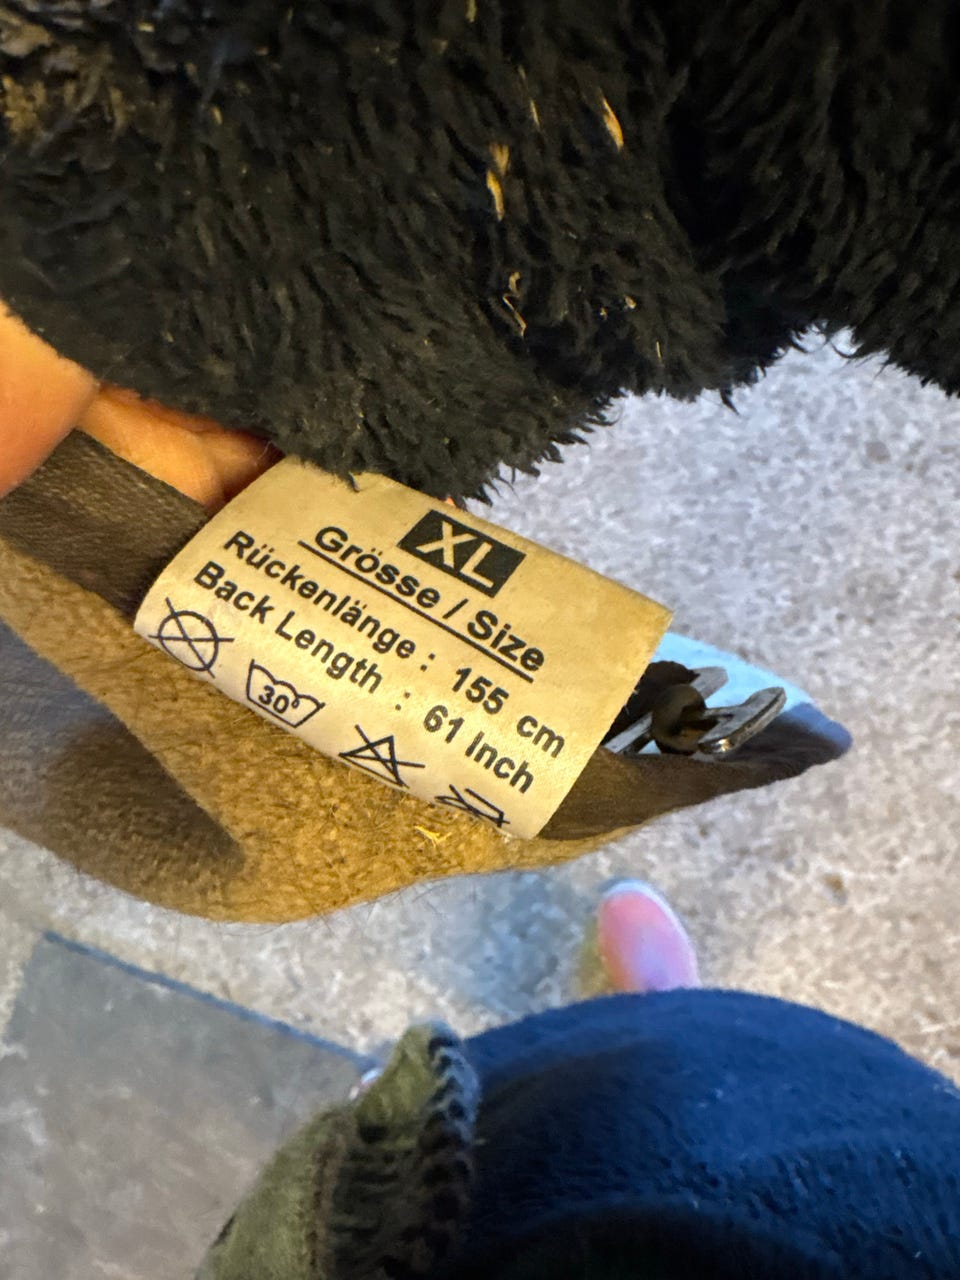 XL
Grösse / Size
Rückenlänge : 155 cm
Back Length : 61 Inch
30°